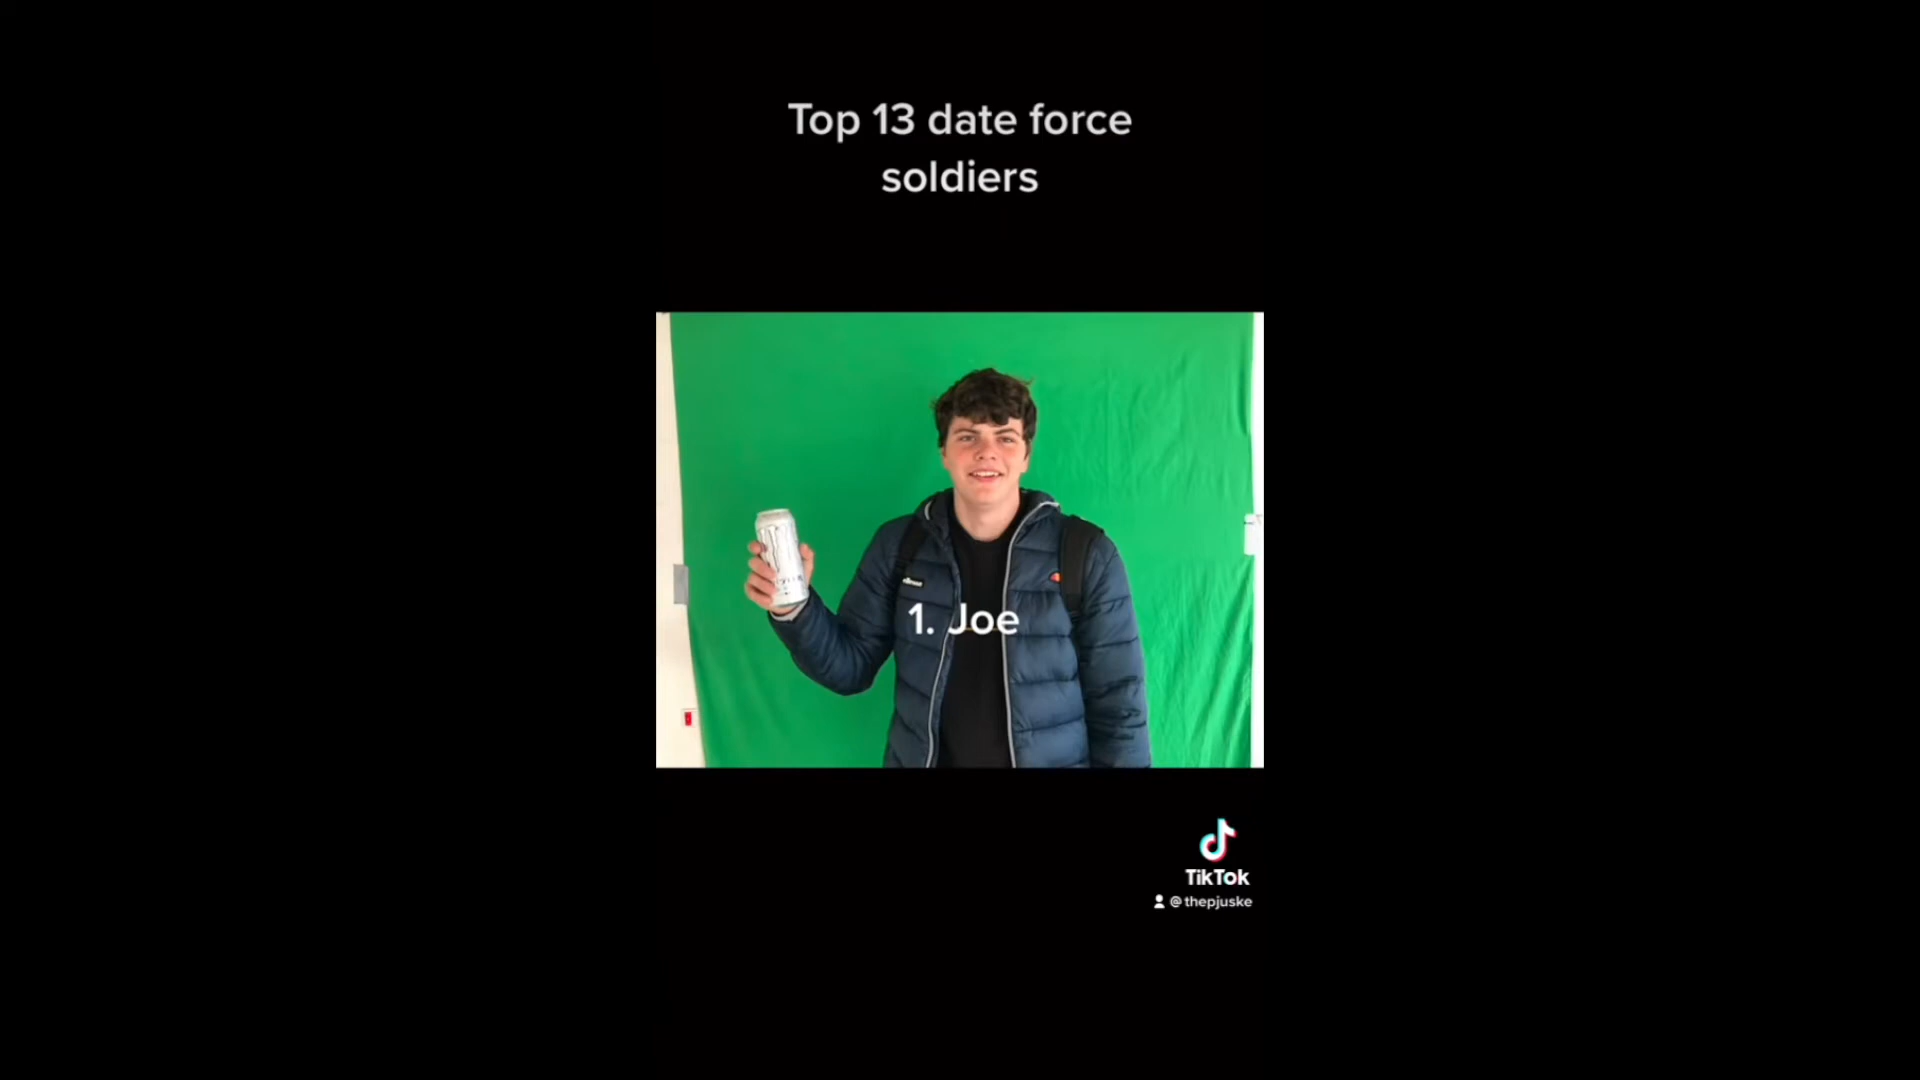 Top 13 date force
soldiers
1. Joe
TikTok
@thepjuske